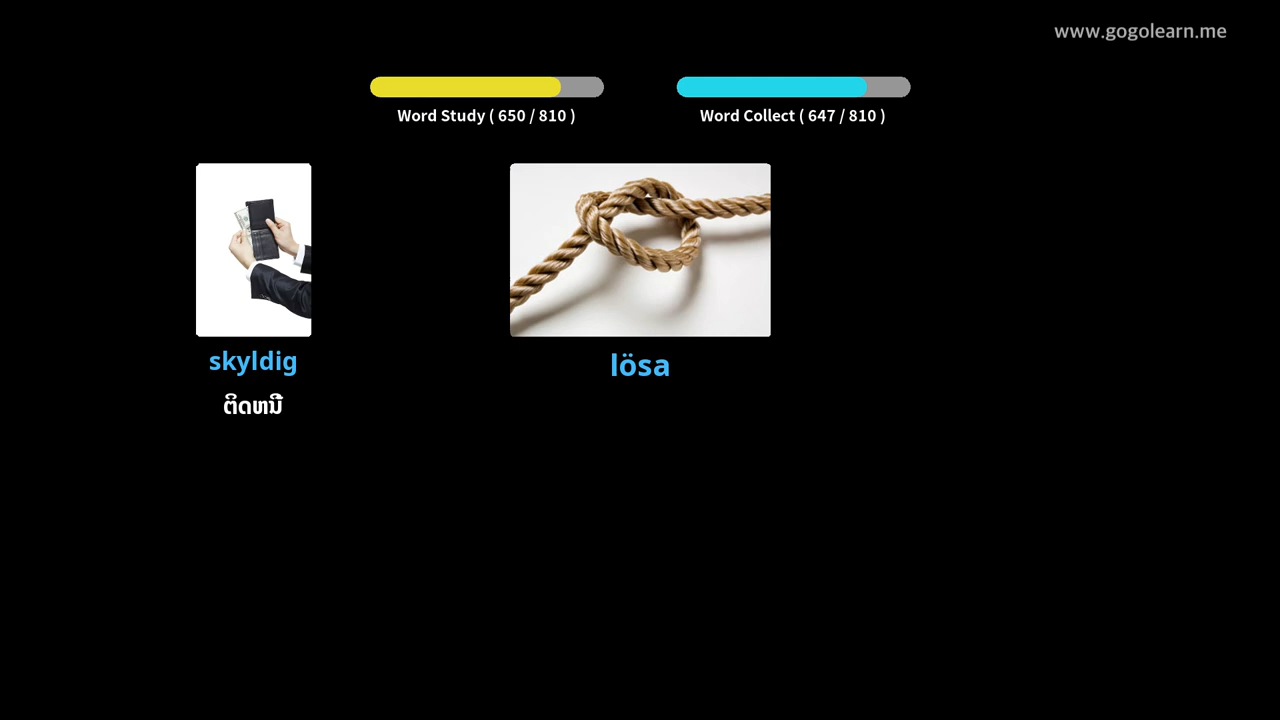 www.gogolearn.me
Word Study ( 650 / 810 )
Word Collect ( 647 / 810 )
skyldig
ຕິດຫນີ້
lösa